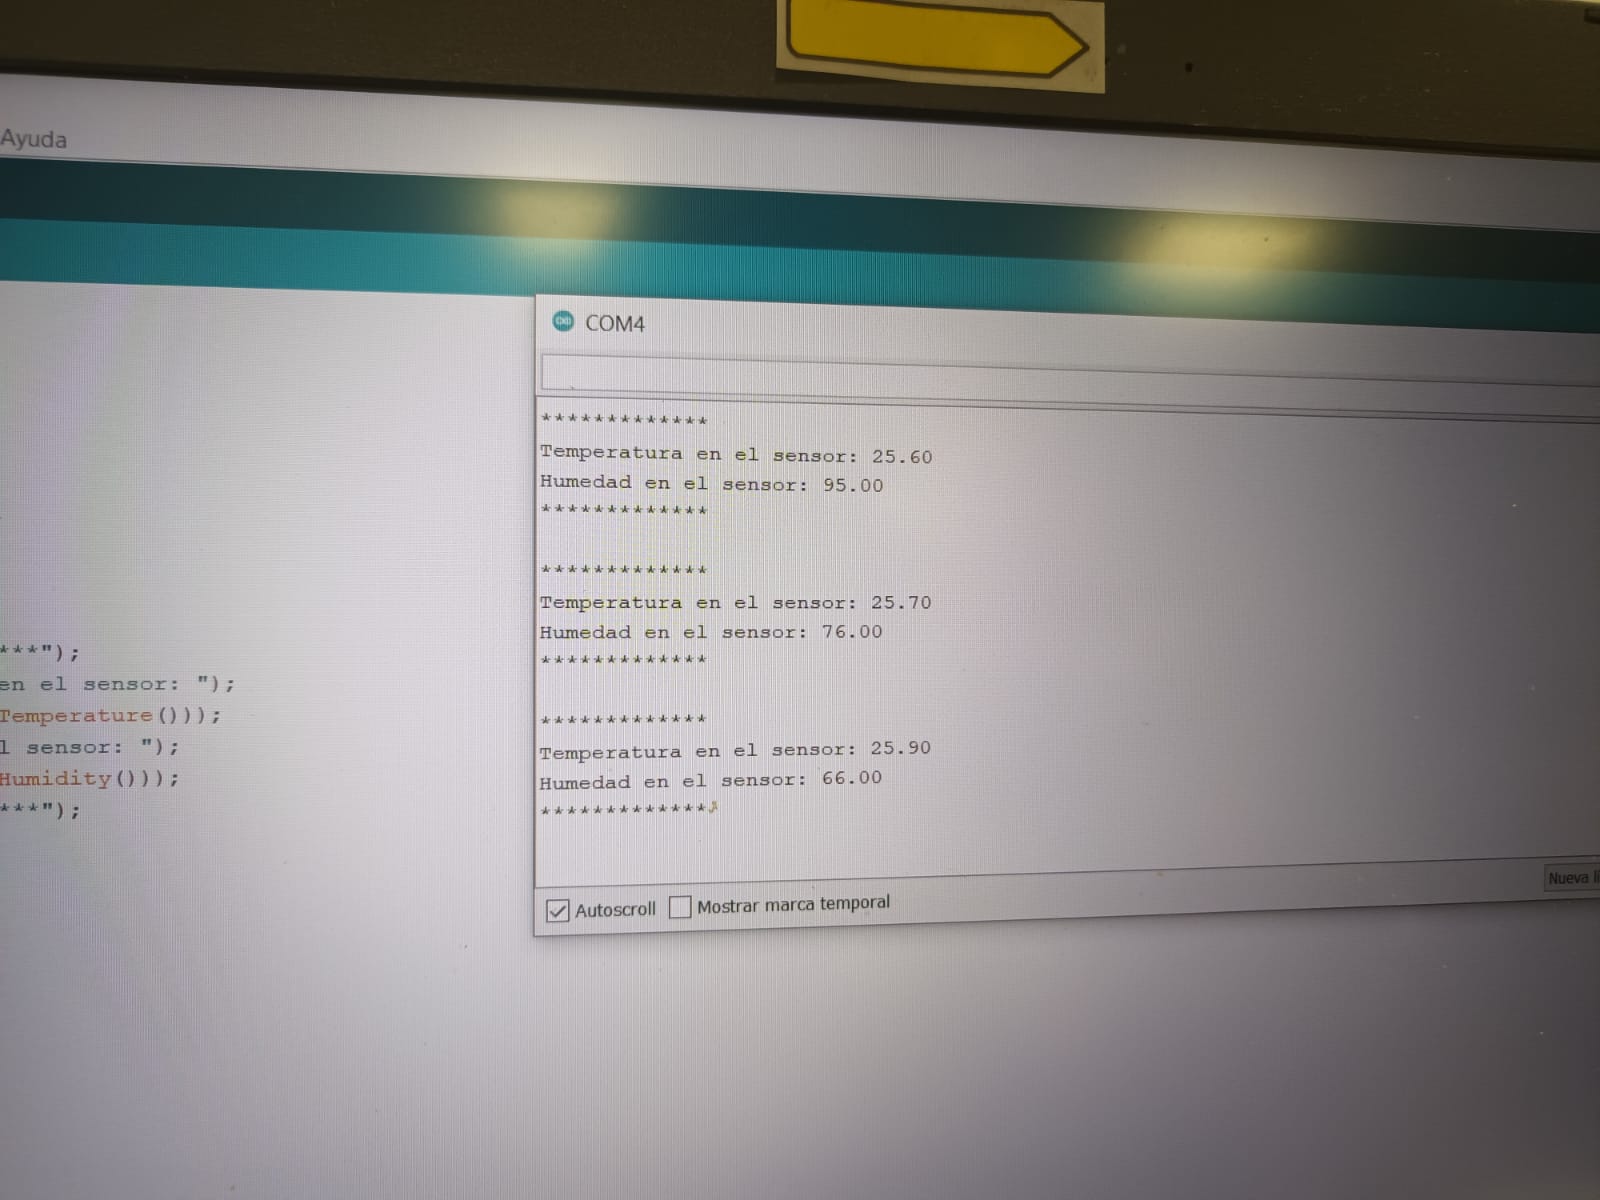 Ayuda
COM4
*************
Temperatura en el sensor: 25.60
Humedad en el sensor: 95.00
*************
*************
Temperatura en el sensor: 25.70
Humedad en el sensor: 76.00
*************
*************
Temperatura en el sensor: 25.90
Humedad en el sensor: 66.00
*************
Autoscroll Mostrar marca temporal
Nueva
***");
en el sensor: ");
Temperature()));
l sensor: ");
Humidity()));
***");